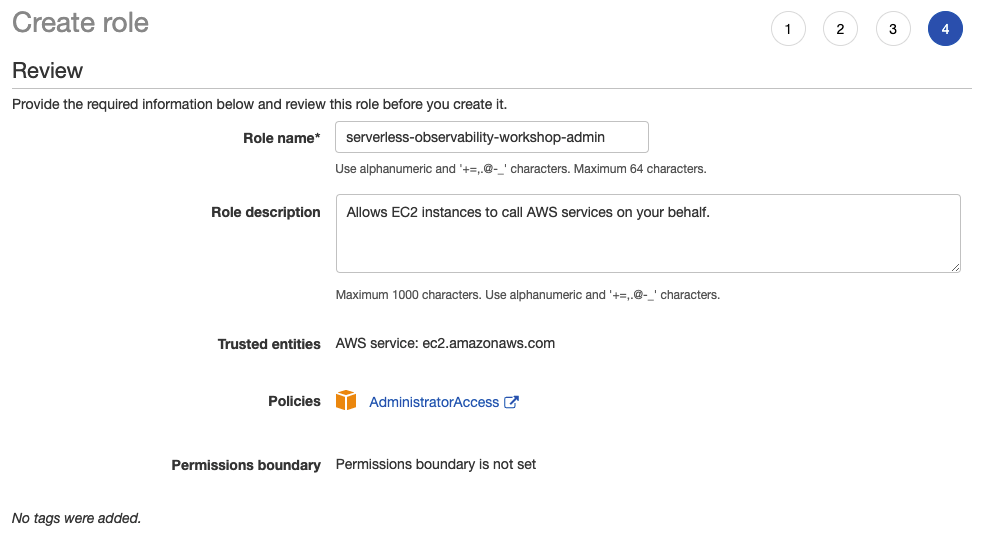 Create role
1 2 3 4
Review
Provide the required information below and review this role before you create it.
Role name* serverless-observability-workshop-admin
Use alphanumeric and '+=,.@-_' characters. Maximum 64 characters.
Role description Allows EC2 instances to call AWS services on your behalf.
Maximum 1000 characters. Use alphanumeric and '+=,.@-_' characters.
Trusted entities AWS service: ec2.amazonaws.com
Policies AdministratorAccess
Permissions boundary Permissions boundary is not set
No tags were added.